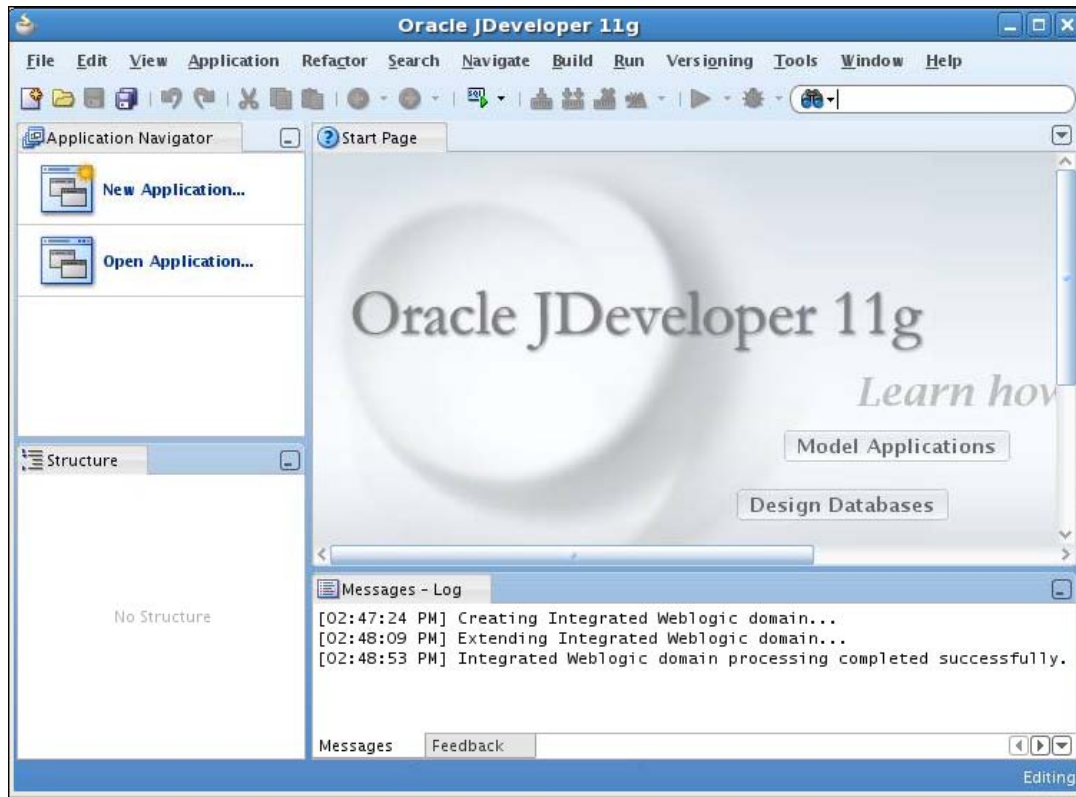 Oracle JDeveloper 11g
File Edit View Application Refactor Search Navigate Build Run Versioning Tools Window Help
SQL
Application Navigator
New Application...
Open Application...
Structure
No Structure
Start Page
Oracle JDeveloper 11g
Learn how
Model Applications
Design Databases
Messages - Log
[02:47:24 PM] Creating Integrated Weblogic domain...
[02:48:09 PM] Extending Integrated Weblogic domain...
[02:48:53 PM] Integrated Weblogic domain processing completed successfully.
Messages Feedback
Editing